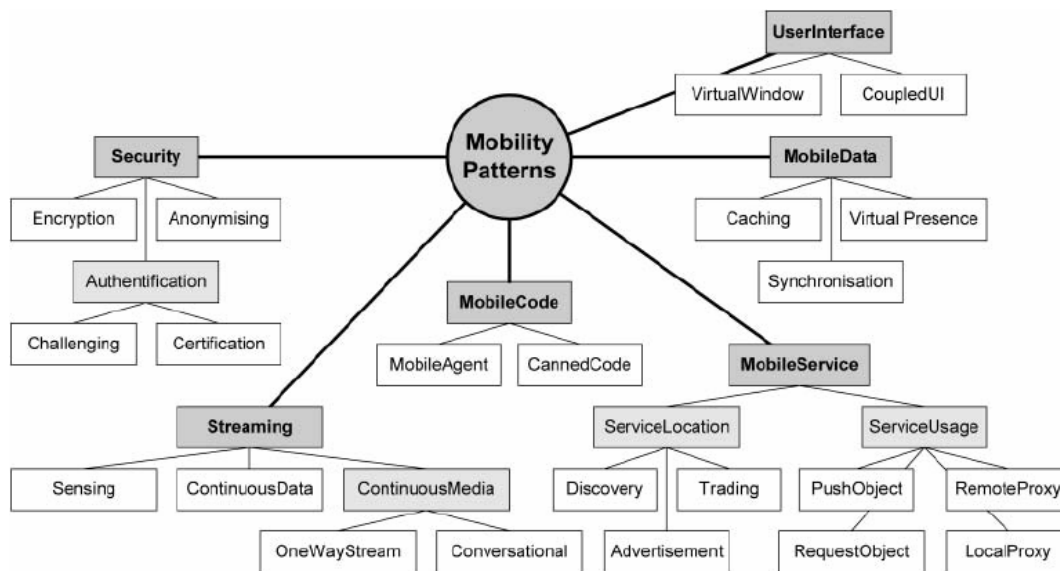 UserInterface
VirtualWindow
CoupledUI
Mobility
Patterns
Security
MobileData
Encryption
Anonymising
Caching
Virtual Presence
Authentification
Synchronisation
MobileCode
Challenging
Certification
MobileAgent
CannedCode
MobileService
Streaming
ServiceLocation
ServiceUsage
Sensing
ContinuousData
ContinuousMedia
Discovery
Trading
PushObject
RemoteProxy
OneWayStream
Conversational
Advertisement
RequestObject
LocalProxy